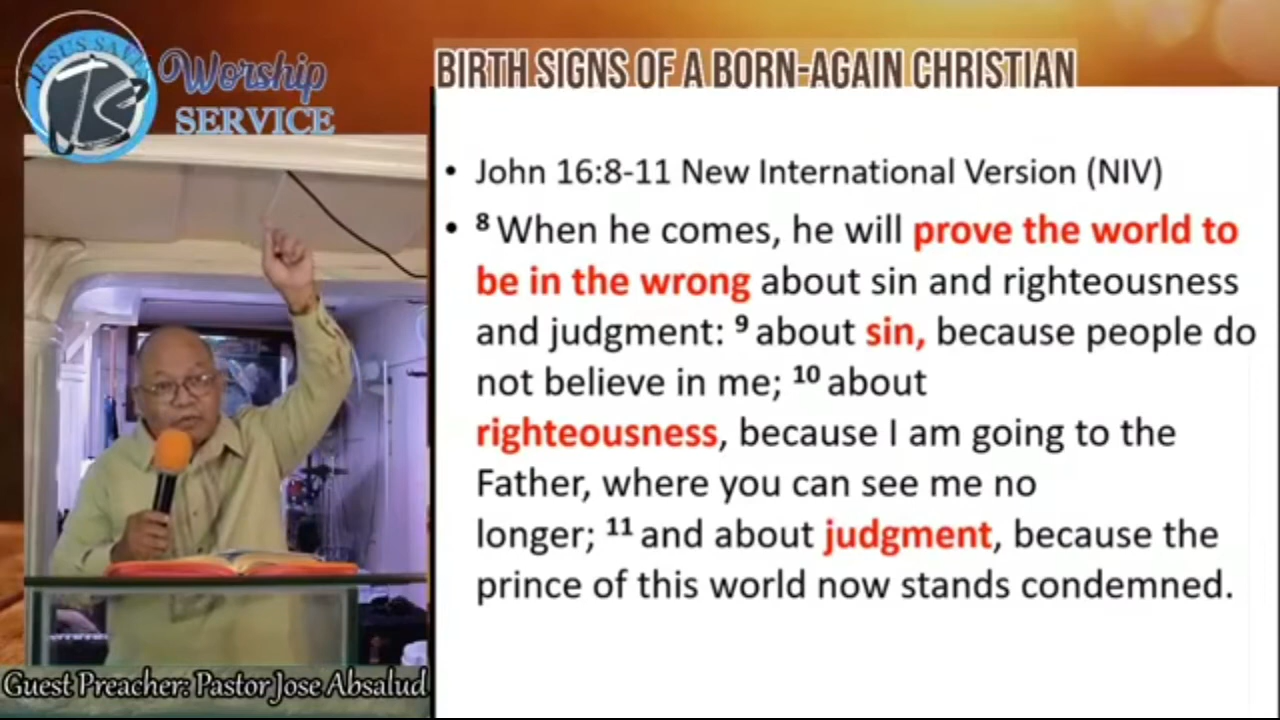 JESUS SAVES
Worship
SERVICE
BIRTH SIGNS OF A BORN-AGAIN CHRISTIAN
• John 16:8-11 New International Version (NIV)
• 8 When he comes, he will prove the world to
be in the wrong about sin and righteousness
and judgment: 9 about sin, because people do
not believe in me; 10 about
righteousness, because I am going to the
Father, where you can see me no
longer; 11 and about judgment, because the
prince of this world now stands condemned.
Guest Preacher: Pastor Jose Absalud